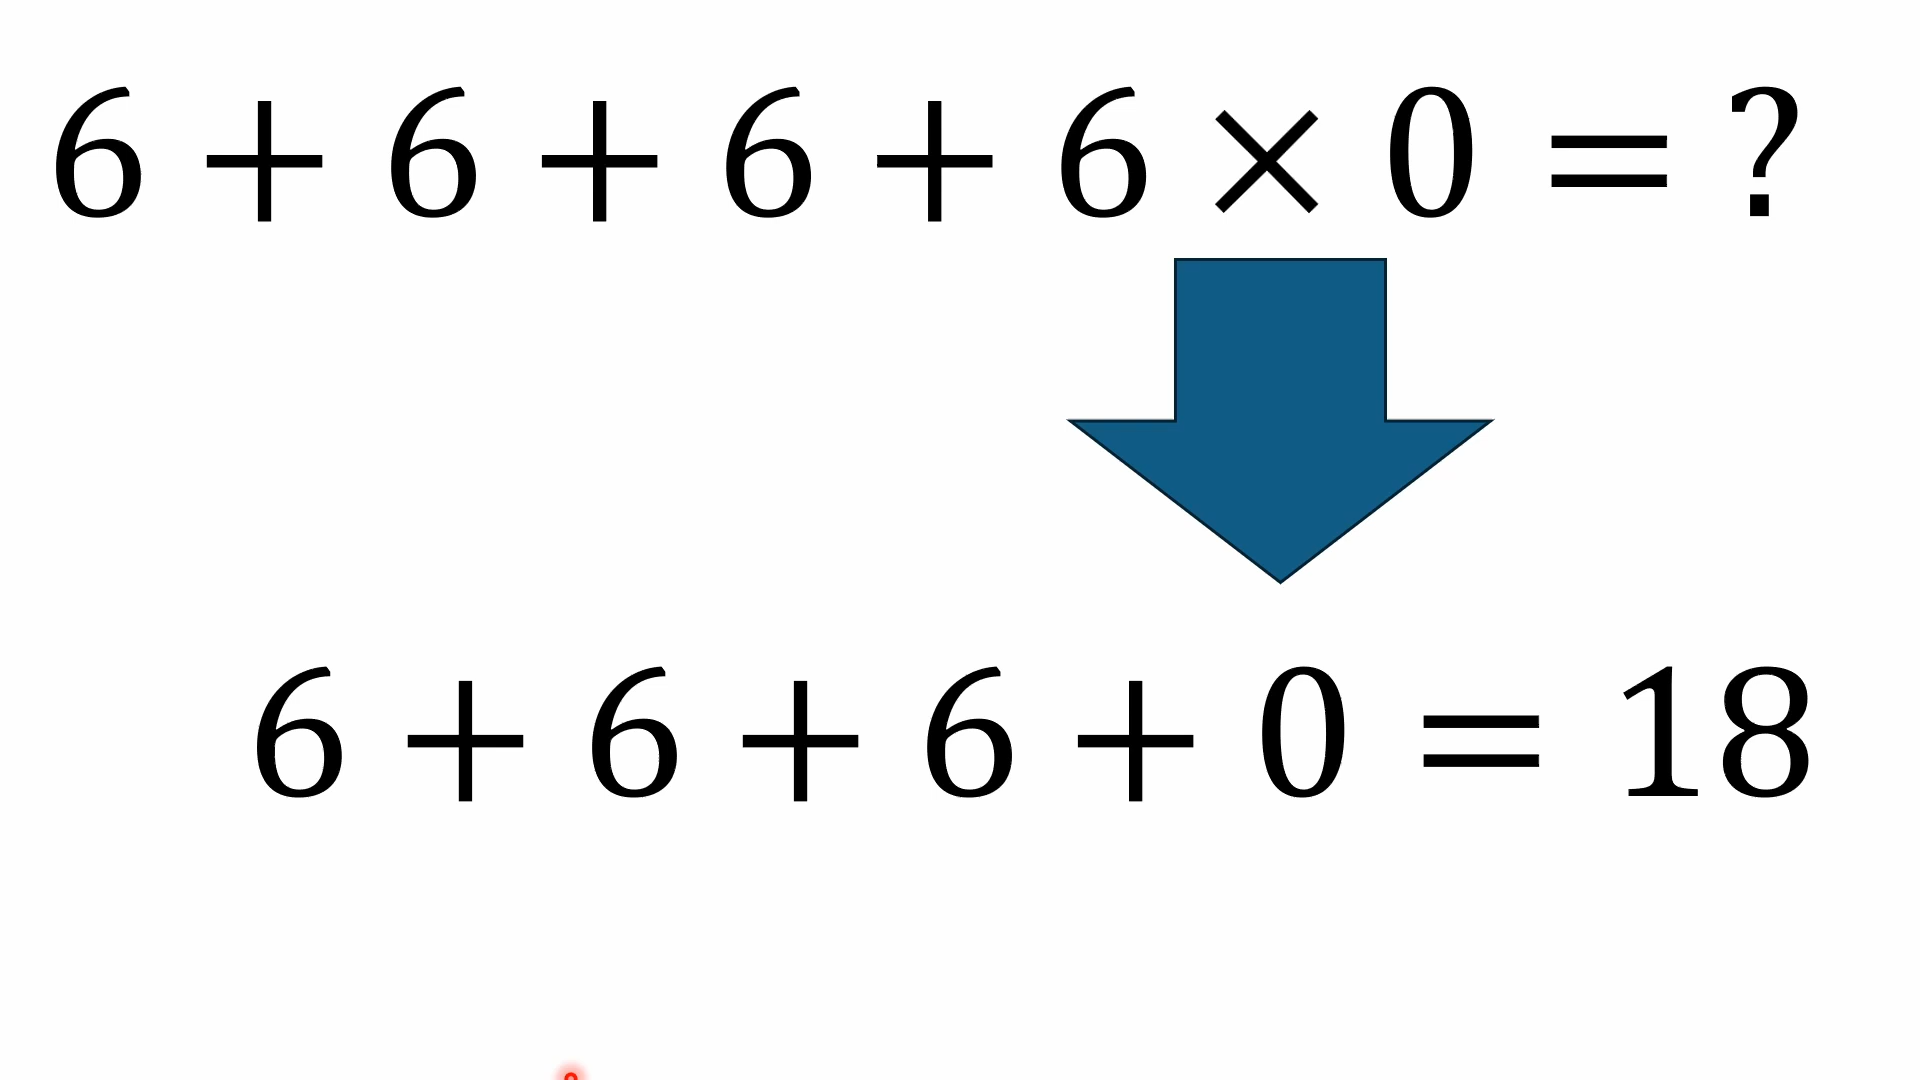 6 + 6 + 6 + 6 × 0 = ?
6 + 6 + 6 + 0 = 18